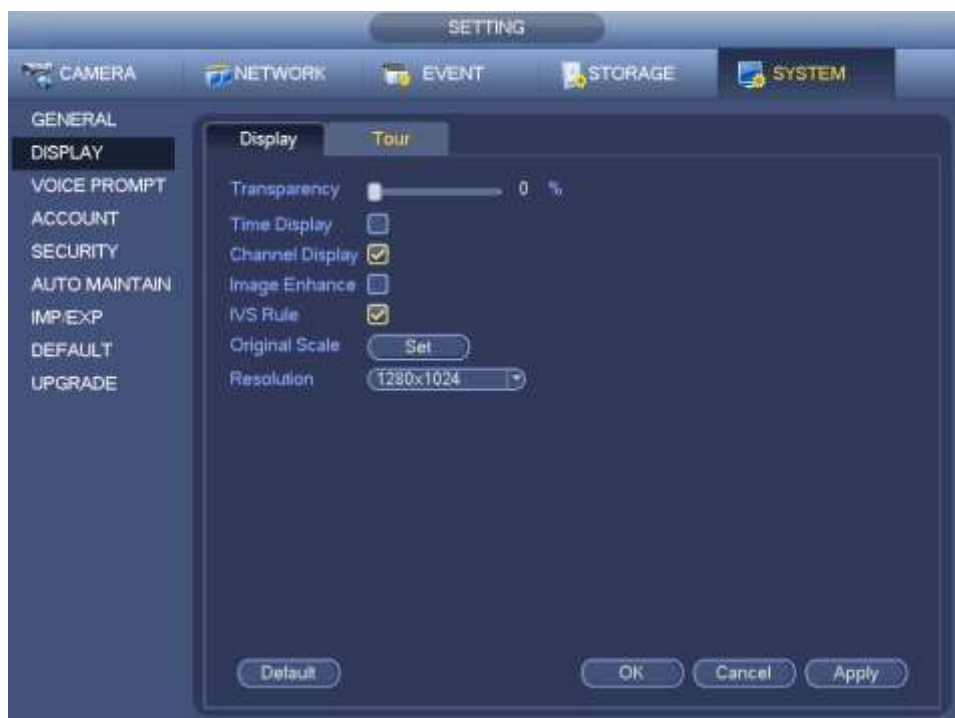 SETTING
CAMERA NETWORK EVENT STORAGE SYSTEM
GENERAL
DISPLAY
VOICE PROMPT
ACCOUNT
SECURITY
AUTO MAINTAIN
IMP/EXP
DEFAULT
UPGRADE
Display Tour
Transparency 0 %
Time Display
Channel Display
Image Enhance
IVS Rule
Original Scale Set
Resolution 1280x1024
Default OK Cancel Apply